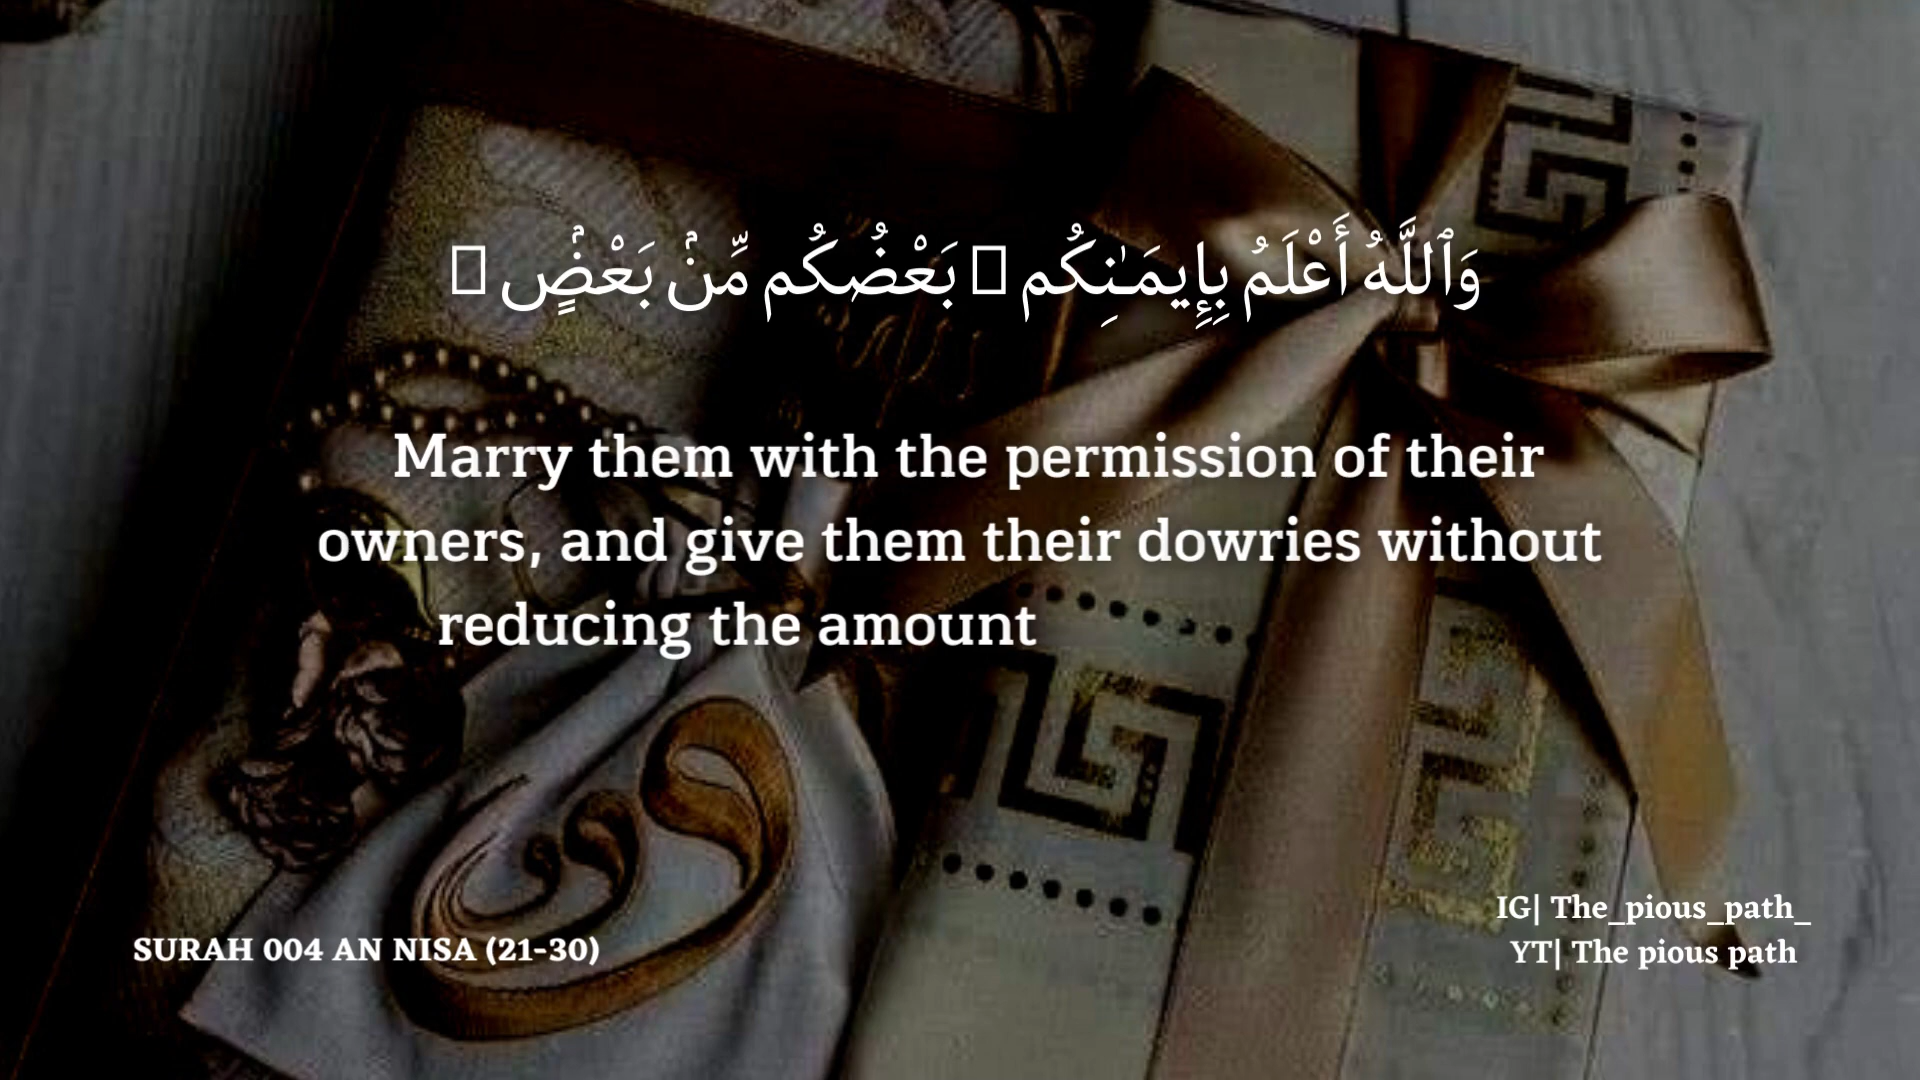 وَٱللَّهُ أَعْلَمُ بِإِيمَـٰنِكُم ۚ بَعْضُكُم مِّنۢ بَعْضٍۢ ۚ
Marry them with the permission of their
owners, and give them their dowries without
reducing the amount
SURAH 004 AN NISA (21-30)
IG| The_pious_path_
YT| The pious path